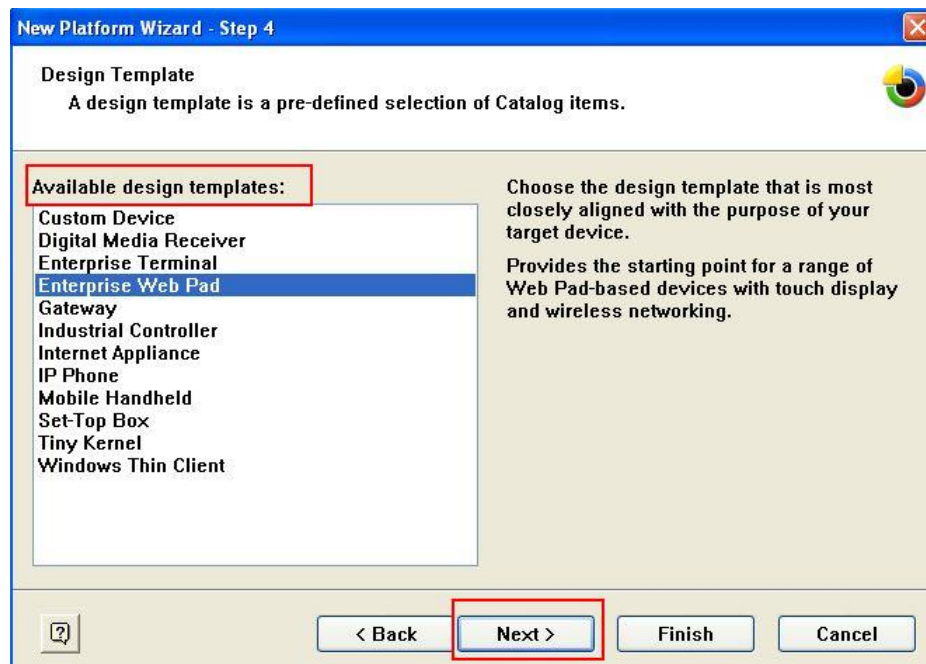 New Platform Wizard - Step 4
Design Template
A design template is a pre-defined selection of Catalog items.
Available design templates:
Custom Device
Digital Media Receiver
Enterprise Terminal
Enterprise Web Pad
Gateway
Industrial Controller
Internet Appliance
IP Phone
Mobile Handheld
Set-Top Box
Tiny Kernel
Windows Thin Client
Choose the design template that is most
closely aligned with the purpose of your
target device.
Provides the starting point for a range of
Web Pad-based devices with touch display
and wireless networking.
?
< Back
Next >
Finish
Cancel